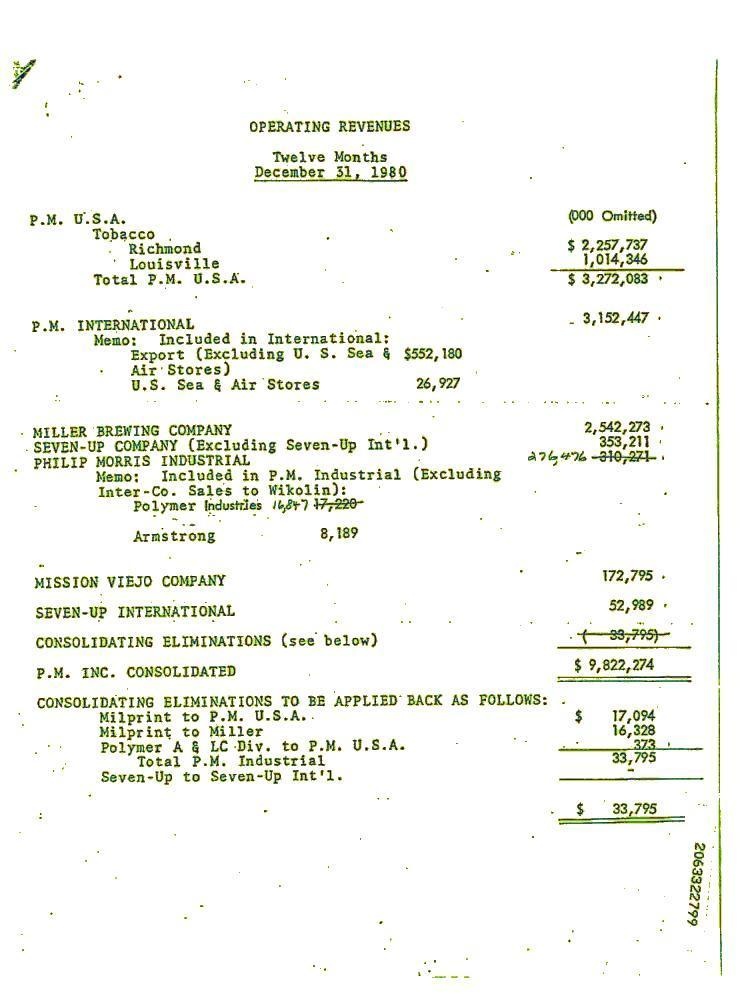 OPERATING REVENUES
Twelve Months
December 31, 1980
P.M. U.S.A. (000 Omitted)
Tobacco
Richmond $ 2,257,737
Louisville 1,014,346
Total P.M. U.S.A. $ 3,272,083
P.M. INTERNATIONAL 3,152,447
Memo: Included in International:
Export (Excluding U. S. Sea & $552,180
Air Stores)
U.S. Sea & Air Stores 26,927
MILLER BREWING COMPANY 2,542,273
SEVEN-UP COMPANY (Excluding Seven-Up Int'l.) 353,211
PHILIP MORRIS INDUSTRIAL 276,476 310,271
Memo: Included in P.M. Industrial (Excluding
Inter-Co. Sales to Wikolin):
Polymer Industries 16,847 17,220
Armstrong 8,189
MISSION VIEJO COMPANY 172,795
SEVEN-UP INTERNATIONAL 52,989
CONSOLIDATING ELIMINATIONS (see below) ( 33,795)
P.M. INC. CONSOLIDATED $ 9,822,274
CONSOLIDATING ELIMINATIONS TO BE APPLIED BACK AS FOLLOWS:
Milprint to P.M. U.S.A. $ 17,094
Milprint to Miller 16,328
Polymer A & LC Div. to P.M. U.S.A. 373
Total P.M. Industrial 33,795
Seven-Up to Seven-Up Int'l. -
$ 33,795
2063322799